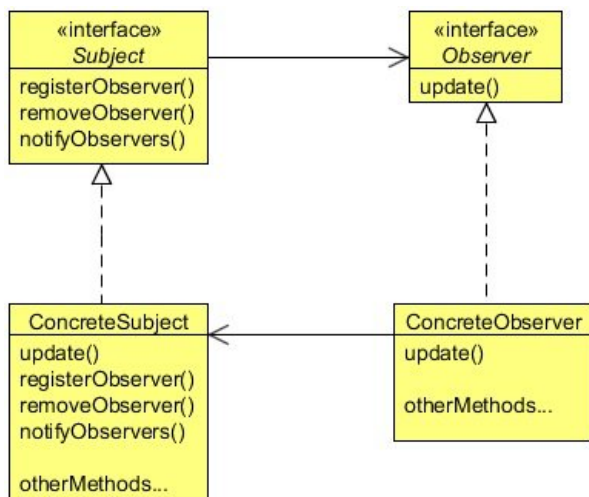 «interface»
Subject
registerObserver()
removeObserver()
notifyObservers()
«interface»
Observer
update()
ConcreteSubject
update()
registerObserver()
removeObserver()
notifyObservers()
otherMethods...
ConcreteObserver
update()
otherMethods...